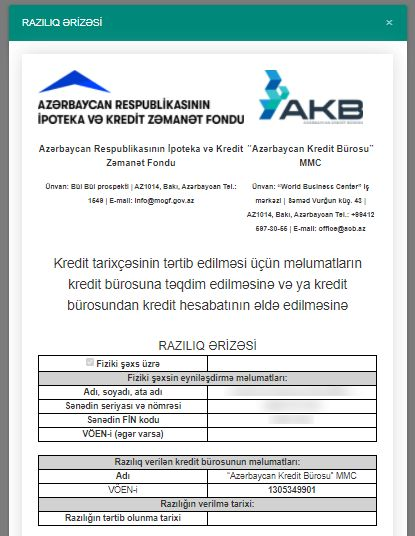 RAZILIQ ƏRİZƏSİ
×
AZƏRBAYCAN RESPUBLİKASININ
İPOTEKA VƏ KREDİT ZƏMANƏT FONDU
AKB
AZƏRBAYCAN KREDİT BÜROSU
Azərbaycan Respublikasının İpoteka və Kredit
Zəmanət Fondu
Ünvan: Bül Bül prospekti | AZ1014, Bakı, Azərbaycan Tel.:
1549 | E-mail: info@mcgf.gov.az
"Azərbaycan Kredit Bürosu"
MMC
Ünvan: "World Business Center" iş
mərkəzi | Səməd Vurğun küç. 43 |
AZ1014, Bakı, Azərbaycan Tel.: +99412
597-30-55 | E-mail: office@acb.az
Kredit tarixçəsinin tərtib edilməsi üçün məlumatların
kredit bürosuna təqdim edilməsinə və ya kredit
bürosundan kredit hesabatının əldə edilməsinə
RAZILIQ ƏRİZƏSİ
Fiziki şəxs üzrə
Fiziki şəxsin eyniləşdirmə məlumatları:
Adı, soyadı, ata adı
Sənədin seriyası və nömrəsi
Sənədin FİN kodu
VÖEN-i (əgər varsa)
Razılıq verilən kredit bürosunun məlumatları:
Adı "Azərbaycan Kredit Bürosu" MMC
VÖEN-i 1305349901
Razılığın verilmə tarixi:
Razılığın tərtib olunma tarixi